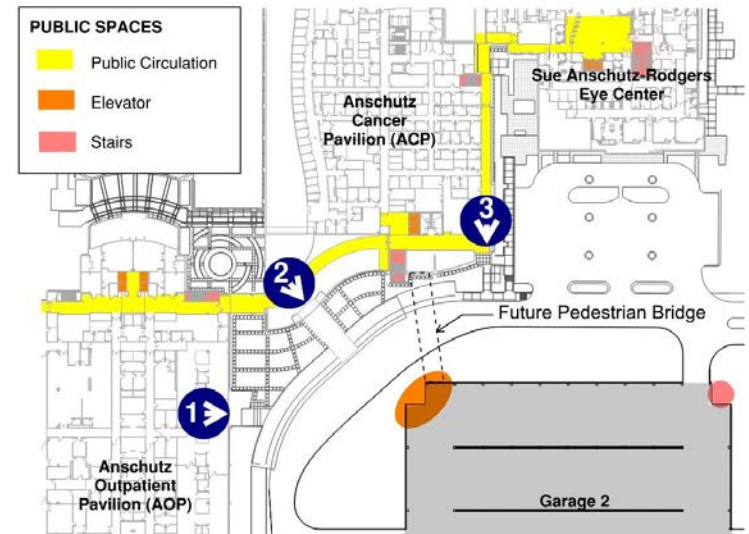 PUBLIC SPACES
Public Circulation
Elevator
Stairs
Sue Anschutz-Rodgers
Eye Center
Anschutz
Cancer
Pavilion (ACP)
3
2
Future Pedestrian Bridge
1
Anschutz
Outpatient
Pavilion (AOP)
Garage 2